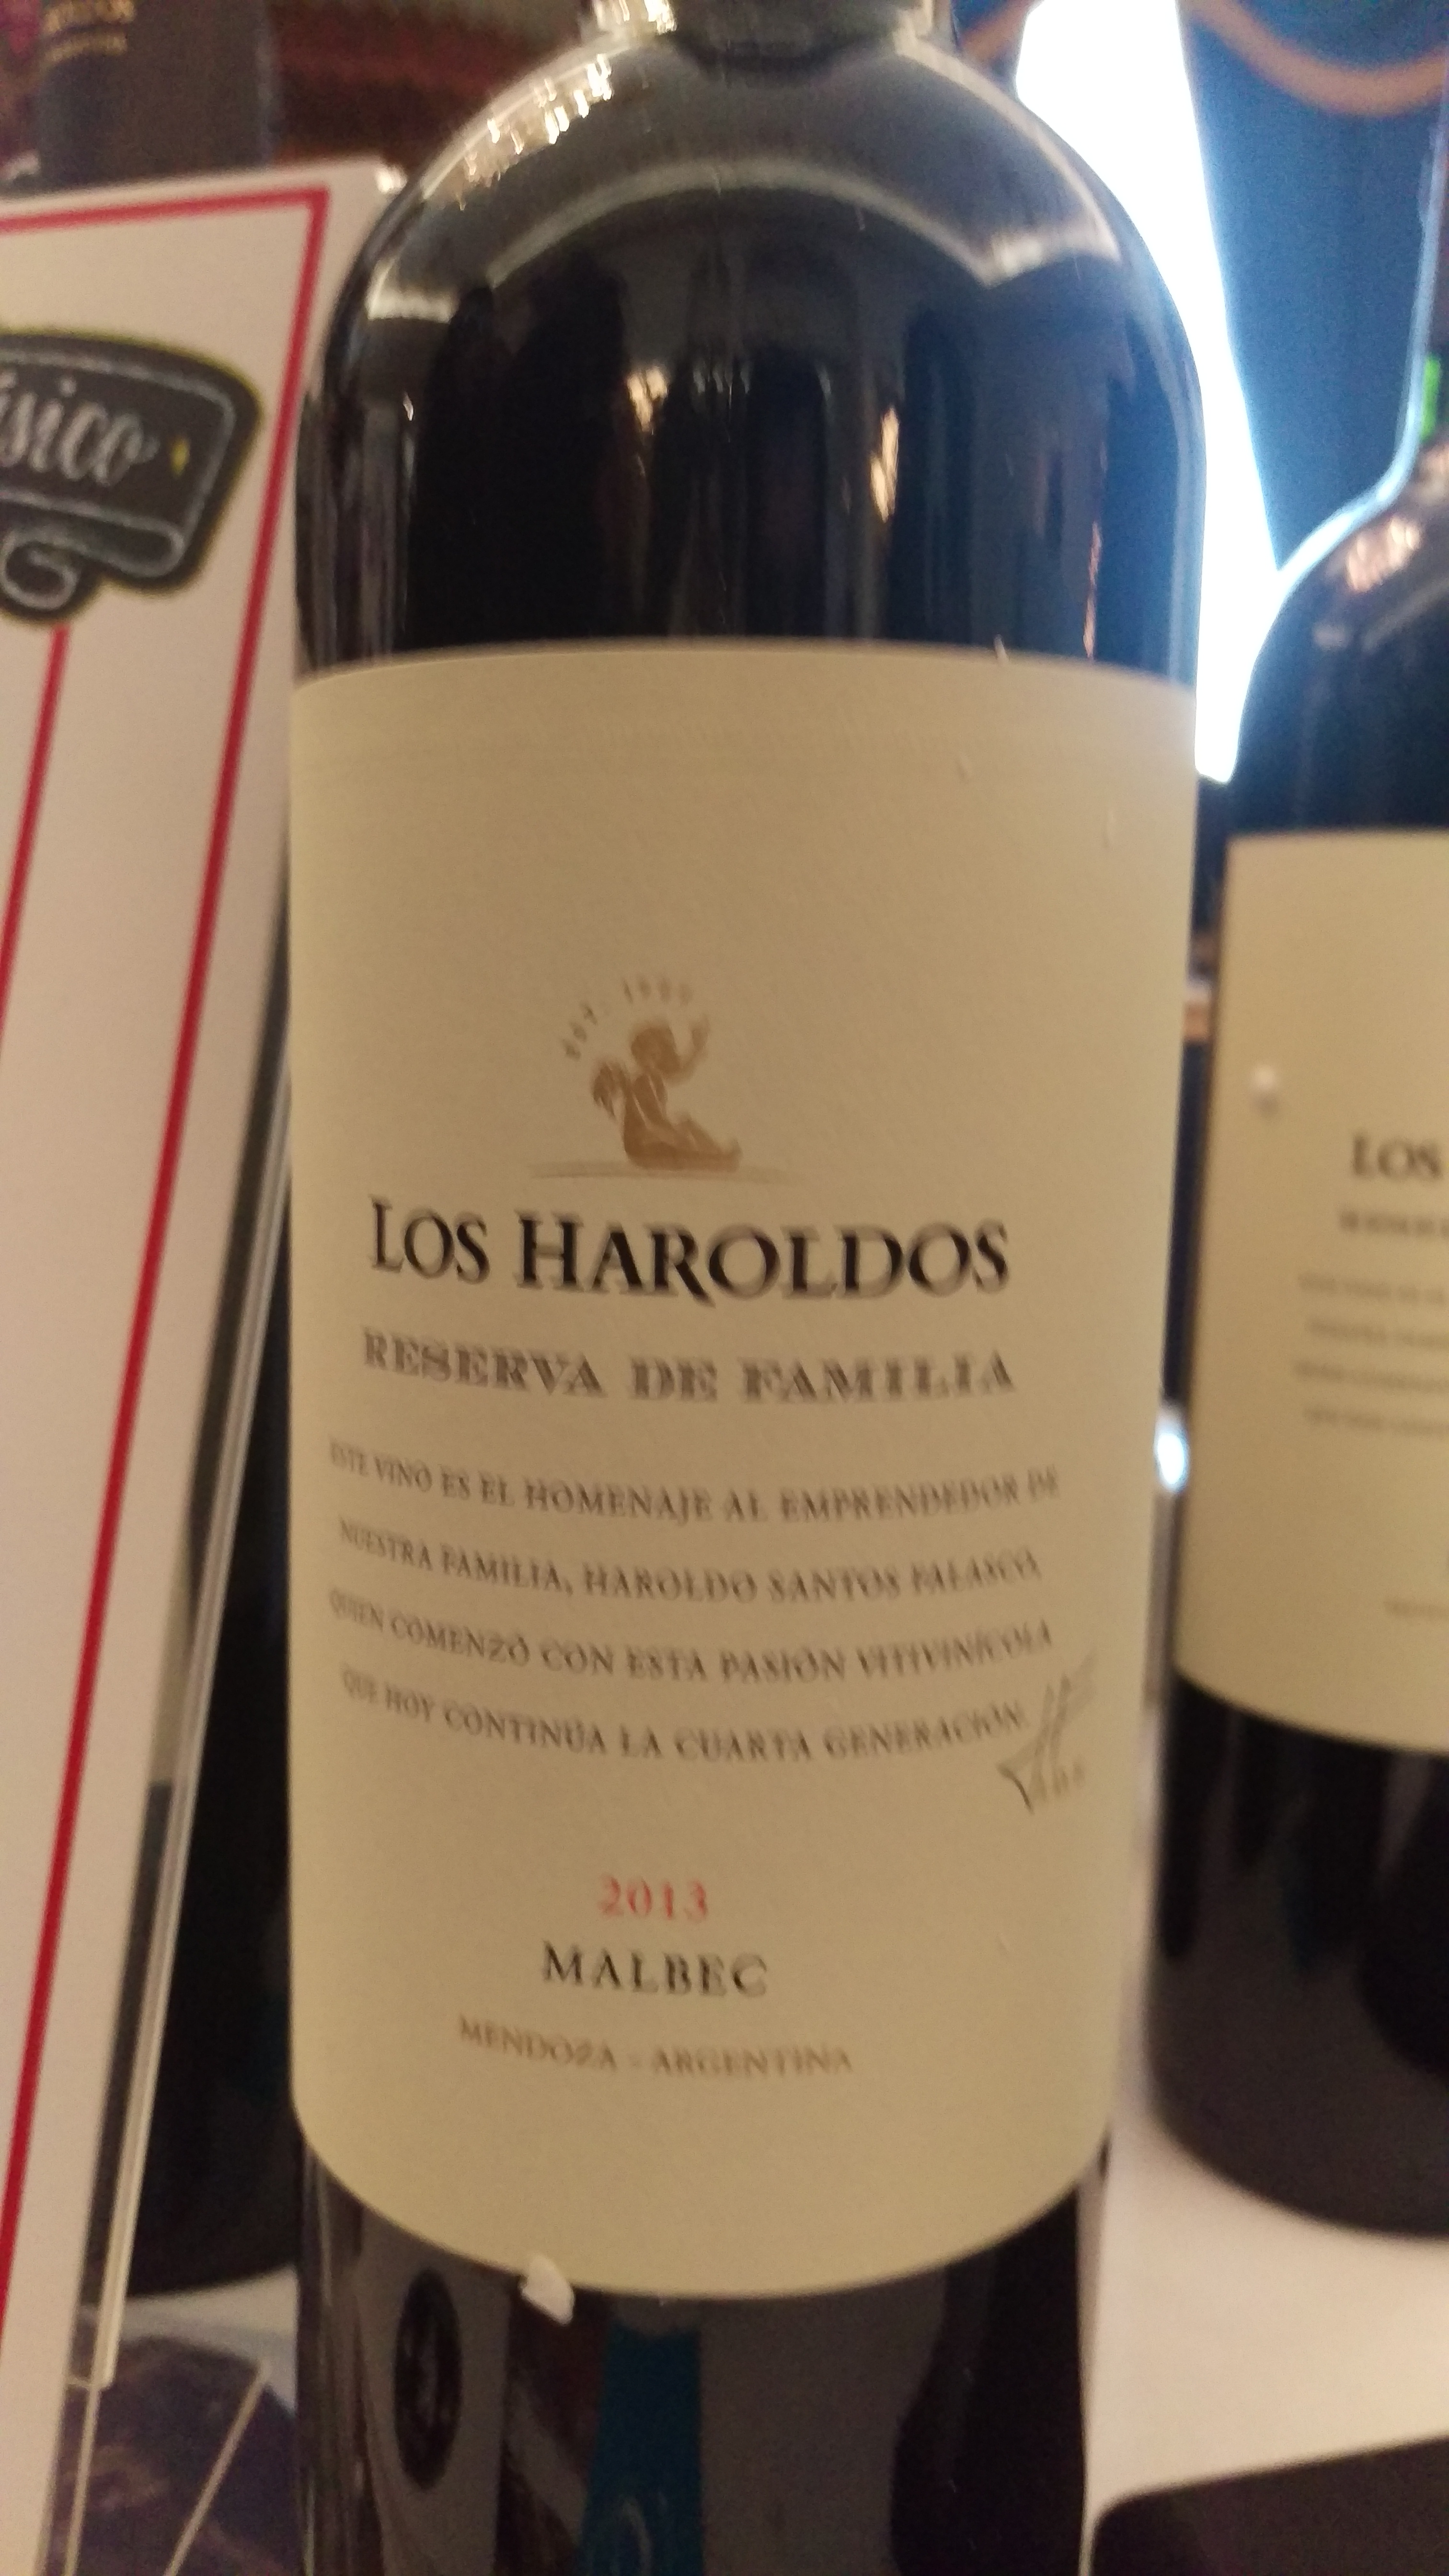 LOS HAROLDOS
RESERVA DE FAMILIA
ESTE VINO ES EL HOMENAJE AL EMPRENDEDOR DE
NUESTRA FAMILIA, HAROLDO SANTOS FALASCO,
QUIEN COMENZÓ CON ESTA PASIÓN VITIVINÍCOLA
QUE HOY CONTINÚA LA CUARTA GENERACIÓN.
2013
MALBEC
MENDOZA - ARGENTINA
LOS